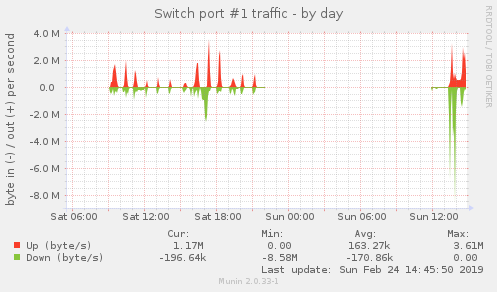 Switch port #1 traffic - by day
RRDTOOL / TOBI OETIKER
byte in (-) / out (+) per second
4.0 M
2.0 M
0.0
-2.0 M
-4.0 M
-6.0 M
-8.0 M
Sat 06:00 Sat 12:00 Sat 18:00 Sun 00:00 Sun 06:00 Sun 12:00
Cur: Min: Avg: Max:
Up (byte/s) 1.17M 0.00 163.27k 3.61M
Down (byte/s) -196.64k -8.58M -170.86k 0.00
Last update: Sun Feb 24 14:45:50 2019
Munin 2.0.33-1